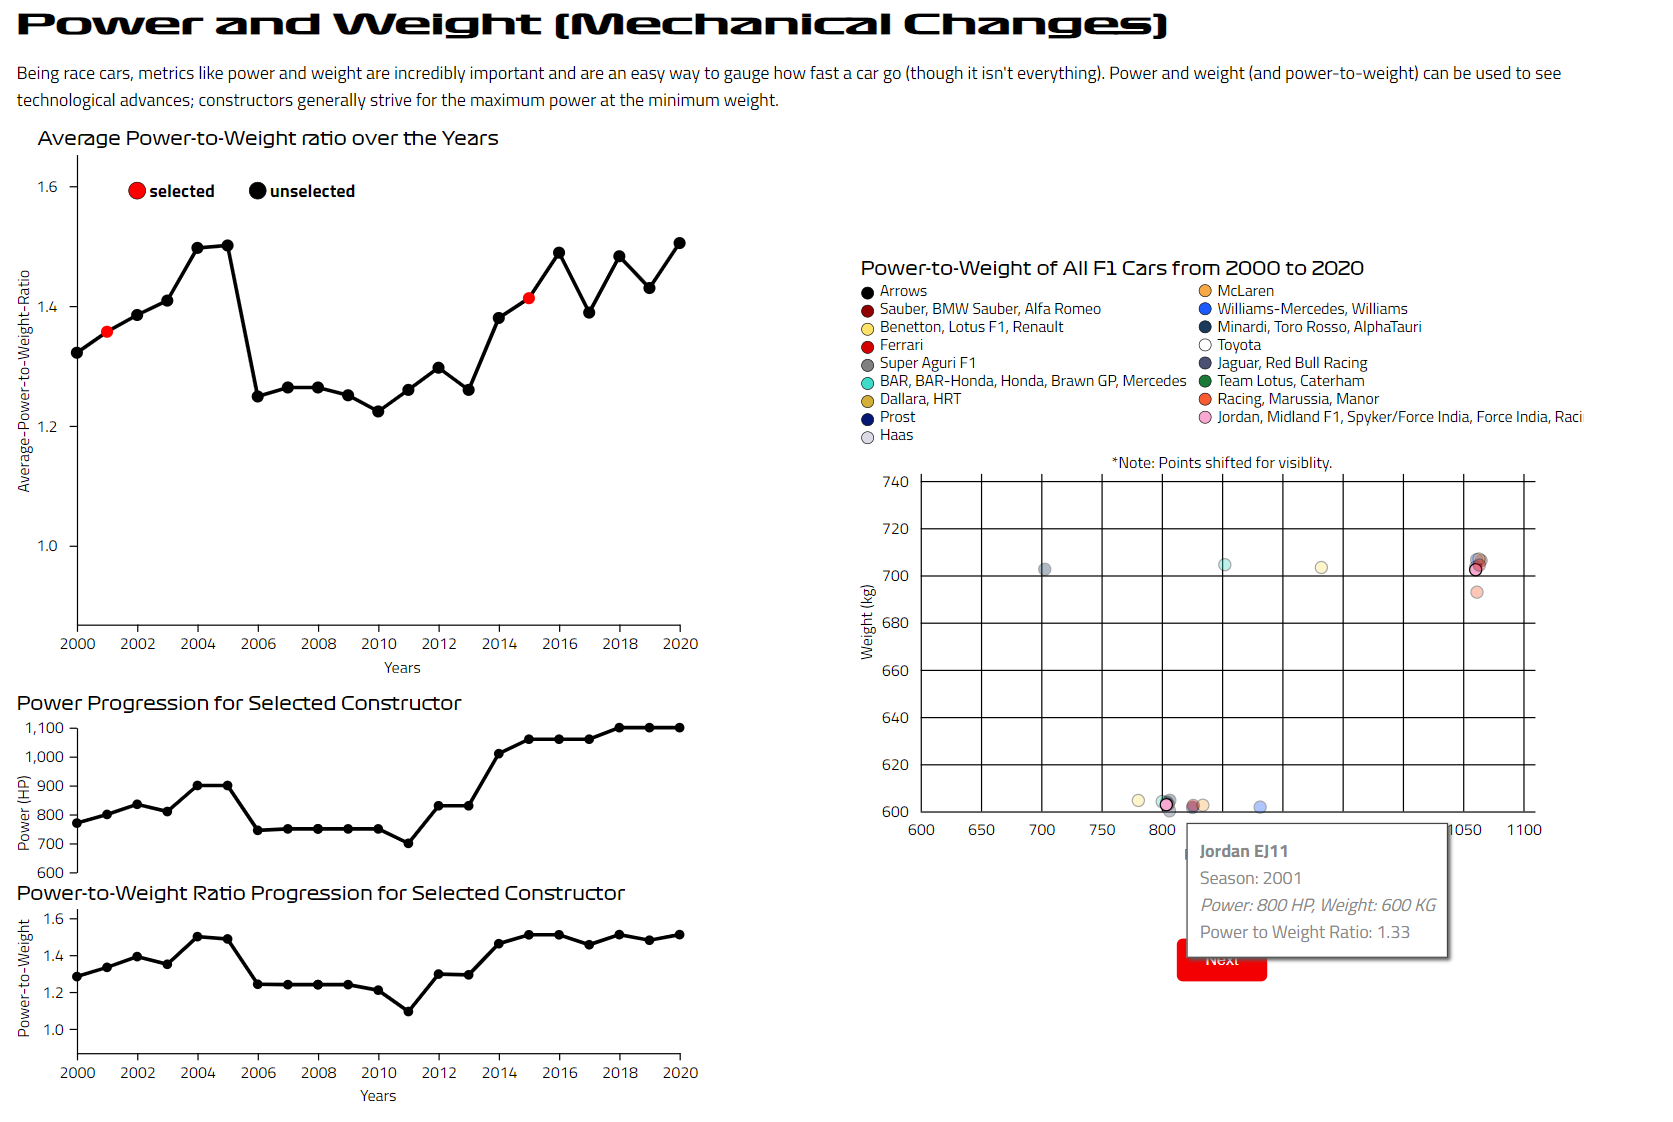 Power and Weight (Mechanical Changes)
Being race cars, metrics like power and weight are incredibly important and are an easy way to gauge how fast a car go (though it isn't everything). Power and weight (and power-to-weight) can be used to see
technological advances; constructors generally strive for the maximum power at the minimum weight.
Average Power-to-Weight ratio over the Years
selected
unselected
1.6
1.4
1.2
1.0
Average-Power-to-Weight-Ratio
2000 2002 2004 2006 2008 2010 2012 2014 2016 2018 2020
Years
Power Progression for Selected Constructor
1,100
1,000
900
800
700
600
Power (HP)
Power-to-Weight Ratio Progression for Selected Constructor
1.6
1.4
1.2
1.0
Power-to-Weight
2000 2002 2004 2006 2008 2010 2012 2014 2016 2018 2020
Years
Power-to-Weight of All F1 Cars from 2000 to 2020
Arrows
Sauber, BMW Sauber, Alfa Romeo
Benetton, Lotus F1, Renault
Ferrari
Super Aguri F1
BAR, BAR-Honda, Honda, Brawn GP, Mercedes
Dallara, HRT
Prost
Haas
McLaren
Williams-Mercedes, Williams
Minardi, Toro Rosso, AlphaTauri
Toyota
Jaguar, Red Bull Racing
Team Lotus, Caterham
Racing, Marussia, Manor
Jordan, Midland F1, Spyker/Force India, Force India, Raci
*Note: Points shifted for visiblity.
740
720
700
680
660
640
620
600
Weight (kg)
600 650 700 750 800 1050 1100
Jordan EJ11
Season: 2001
Power: 800 HP, Weight: 600 KG
Power to Weight Ratio: 1.33
Next